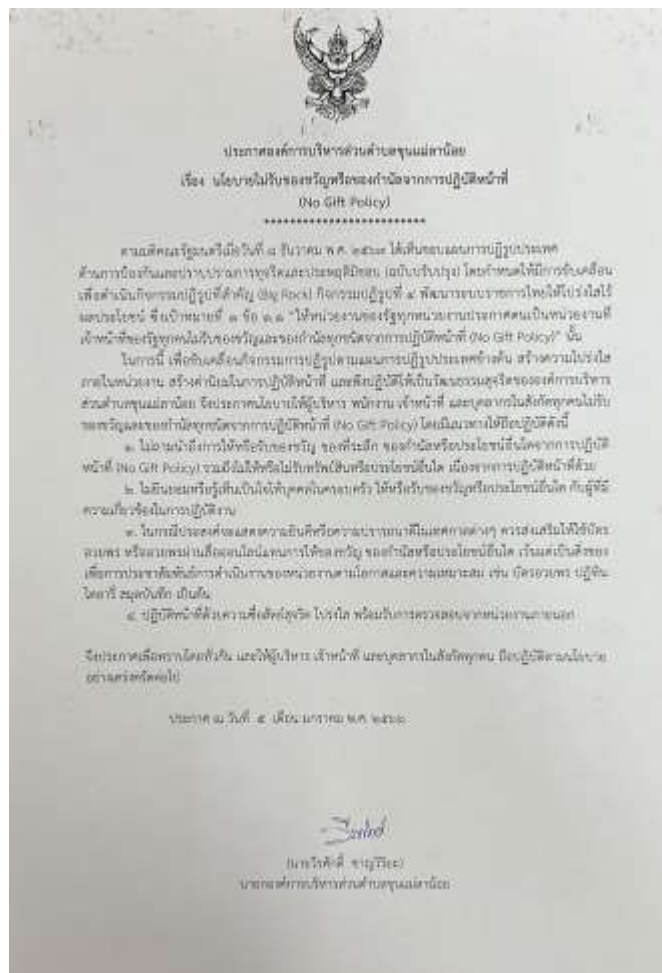 ประกาศองค์การบริหารส่วนตำบลขุนแม่ลาน้อย
เรื่อง นโยบายไม่รับของขวัญหรือของกำนัลจากการปฏิบัติหน้าที่
(No Gift Policy)
*************************
ตามมติคณะรัฐมนตรีเมื่อวันที่ ๘ ธันวาคม พ.ศ. ๒๕๖๓ ได้เห็นชอบแผนการปฏิรูปประเทศ
ด้านการป้องกันและปราบปรามการทุจริตและประพฤติมิชอบ (ฉบับปรับปรุง) โดยกำหนดให้มีการขับเคลื่อน
เพื่อดำเนินกิจกรรมปฏิรูปที่สำคัญ (Big Rock) กิจกรรมปฏิรูปที่ ๔ พัฒนาระบบราชการไทยให้โปร่งใสไร้
ผลประโยชน์ ซึ่งเป้าหมายที่ ๑ ข้อ ๑.๑ "ให้หน่วยงานของรัฐทุกหน่วยงานประกาศตนเป็นหน่วยงานที่
เจ้าหน้าที่ของรัฐทุกคนไม่รับของขวัญและของกำนัลทุกชนิดจากการปฏิบัติหน้าที่ (No Gift Policy)" นั้น
ในการนี้ เพื่อขับเคลื่อนกิจกรรมการปฏิรูปตามแผนการปฏิรูปประเทศข้างต้น สร้างความโปร่งใส
ภายในหน่วยงาน สร้างค่านิยมในการปฏิบัติหน้าที่ และพึงปฏิบัติให้เป็นวัฒนธรรมสุจริตขององค์การบริหาร
ส่วนตำบลขุนแม่ลาน้อย จึงประกาศนโยบายให้ผู้บริหาร พนักงาน เจ้าหน้าที่ และบุคลากรในสังกัดทุกคนไม่รับ
ของขวัญและของกำนัลทุกชนิดจากการปฏิบัติหน้าที่ (No Gift Policy) โดยมีแนวทางให้ถือปฏิบัติดังนี้
๑. ไม่ถามนำถึงการให้หรือรับของขวัญ ของที่ระลึก ของกำนัลหรือประโยชน์อื่นใดจากการปฏิบัติ
หน้าที่ (No Gift Policy) รวมถึงไม่ให้หรือไม่รับทรัพย์สินหรือประโยชน์อื่นใด เนื่องจากการปฏิบัติหน้าที่ด้วย
๒. ไม่ยินยอมหรือรู้เห็นเป็นใจให้บุคคลในครอบครัว ให้หรือรับของขวัญหรือประโยชน์อื่นใด กับผู้ที่มี
ความเกี่ยวข้องในการปฏิบัติงาน
๓. ในกรณีประสงค์จะแสดงความยินดีหรือความปรารถนาดีในเทศกาลต่างๆ ควรส่งเสริมให้ใช้บัตร
อวยพร หรืออวยพรผ่านสื่อออนไลน์แทนการให้ของขวัญ ของกำนัลหรือประโยชน์อื่นใด เว้นแต่เป็นสิ่งของ
เพื่อการประชาสัมพันธ์การดำเนินงานของหน่วยงานตามโอกาสและความเหมาะสม เช่น บัตรอวยพร ปฏิทิน
ไดอารี่ สมุดบันทึก เป็นต้น
๔. ปฏิบัติหน้าที่ด้วยความซื่อสัตย์สุจริต โปร่งใส พร้อมรับการตรวจสอบจากหน่วยงานภายนอก
จึงประกาศเพื่อทราบโดยทั่วกัน และให้ผู้บริหาร เจ้าหน้าที่ และบุคลากรในสังกัดทุกคน ถือปฏิบัติตามนโยบาย
อย่างเคร่งครัดต่อไป
ประกาศ ณ วันที่ ๕ เดือน มกราคม พ.ศ.
(นายวีรศักดิ์ ชาญวิริยะ)
นายกองค์การบริหารส่วนตำบลขุนแม่ลาน้อย